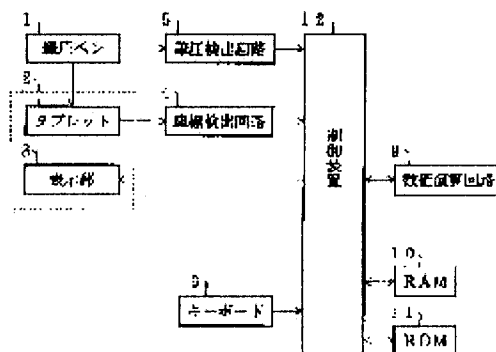 1
筆圧ペン
5
筆圧検出回路
12
制御装置
2
タブレット
座標検出回路
3
表示部
8
数値演算回路
9
キーボード
10
RAM
11
ROM